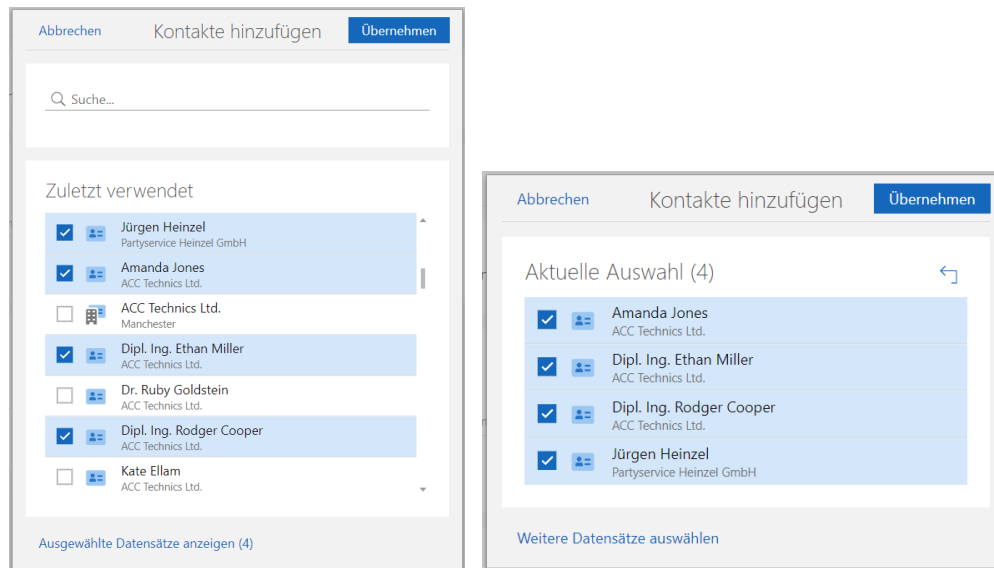 Abbrechen
Kontakte hinzufügen
Übernehmen
Suche...
Zuletzt verwendet
Jürgen Heinzel
Partyservice Heinzel GmbH
Amanda Jones
ACC Technics Ltd.
ACC Technics Ltd.
Manchester
Dipl. Ing. Ethan Miller
ACC Technics Ltd.
Dr. Ruby Goldstein
ACC Technics Ltd.
Dipl. Ing. Rodger Cooper
ACC Technics Ltd.
Kate Ellam
ACC Technics Ltd.
Ausgewählte Datensätze anzeigen (4)
Abbrechen
Kontakte hinzufügen
Übernehmen
Aktuelle Auswahl (4)
Amanda Jones
ACC Technics Ltd.
Dipl. Ing. Ethan Miller
ACC Technics Ltd.
Dipl. Ing. Rodger Cooper
ACC Technics Ltd.
Jürgen Heinzel
Partyservice Heinzel GmbH
Weitere Datensätze auswählen